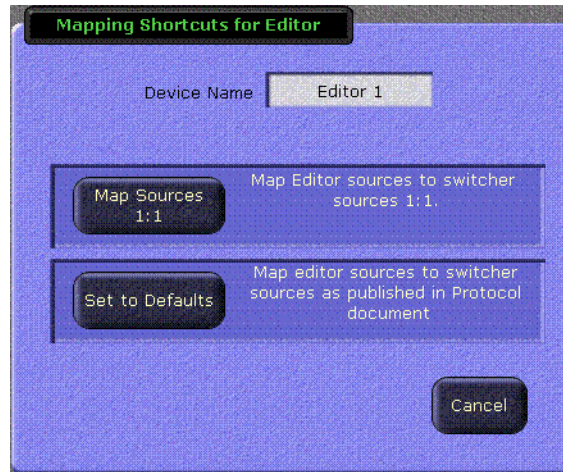 Mapping Shortcuts for Editor
Device Name Editor 1
Map Sources
1:1
Map Editor sources to switcher
sources 1:1.
Set to Defaults
Map editor sources to switcher
sources as published in Protocol
document
Cancel